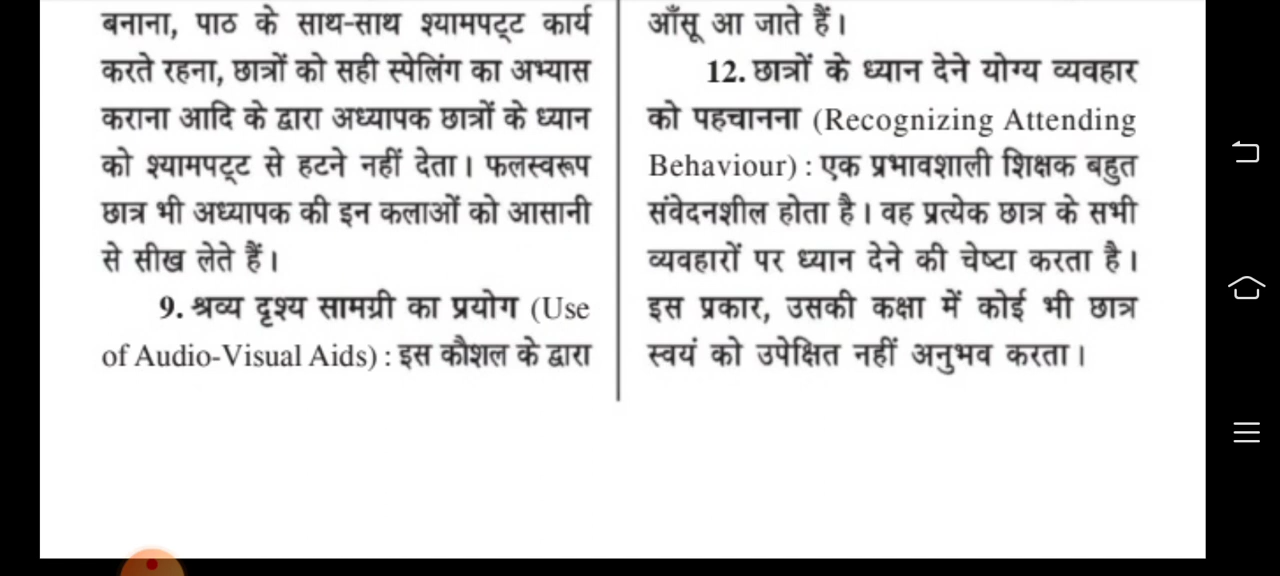 बनाना, पाठ के साथ-साथ श्यामपट्ट कार्य
करते रहना, छात्रों को सही स्पेलिंग का अभ्यास
कराना आदि के द्वारा अध्यापक छात्रों के ध्यान
को श्यामपट्ट से हटने नहीं देता। फलस्वरूप
छात्र भी अध्यापक की इन कलाओं को आसानी
से सीख लेते हैं।
9. श्रव्य दृश्य सामग्री का प्रयोग (Use
of Audio-Visual Aids) : इस कौशल के द्वारा
आँसू आ जाते हैं।
12. छात्रों के ध्यान देने योग्य व्यवहार
को पहचानना (Recognizing Attending
Behaviour) : एक प्रभावशाली शिक्षक बहुत
संवेदनशील होता है। वह प्रत्येक छात्र के सभी
व्यवहारों पर ध्यान देने की चेष्टा करता है।
इस प्रकार, उसकी कक्षा में कोई भी छात्र
स्वयं को उपेक्षित नहीं अनुभव करता।